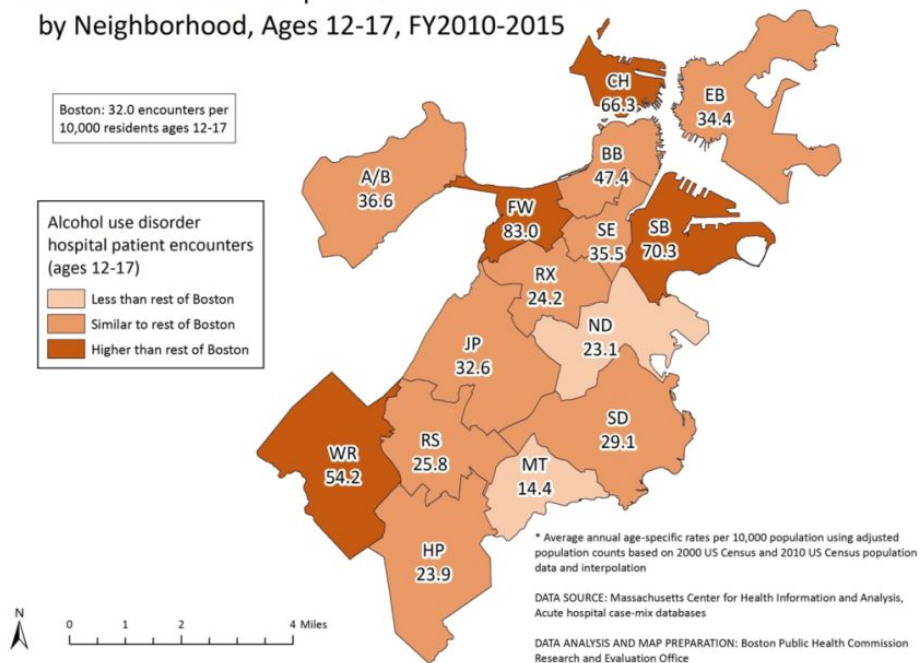 by Neighborhood, Ages 12-17, FY2010-2015
Boston: 32.0 encounters per
10,000 residents ages 12-17
CH
66.3
EB
34.4
BB
47.4
A/B
36.6
FW
83.0
SE
35.5
SB
70.3
Alcohol use disorder
hospital patient encounters
(ages 12-17)
Less than rest of Boston
Similar to rest of Boston
Higher than rest of Boston
RX
24.2
ND
23.1
JP
32.6
SD
29.1
WR
54.2
RS
25.8
MT
14.4
HP
23.9
* Average annual age-specific rates per 10,000 population using adjusted
population counts based on 2000 US Census and 2010 US Census population
data and interpolation
DATA SOURCE: Massachusetts Center for Health Information and Analysis,
Acute hospital case-mix databases
DATA ANALYSIS AND MAP PREPARATION: Boston Public Health Commission
Research and Evaluation Office
N
0 1 2 4 Miles